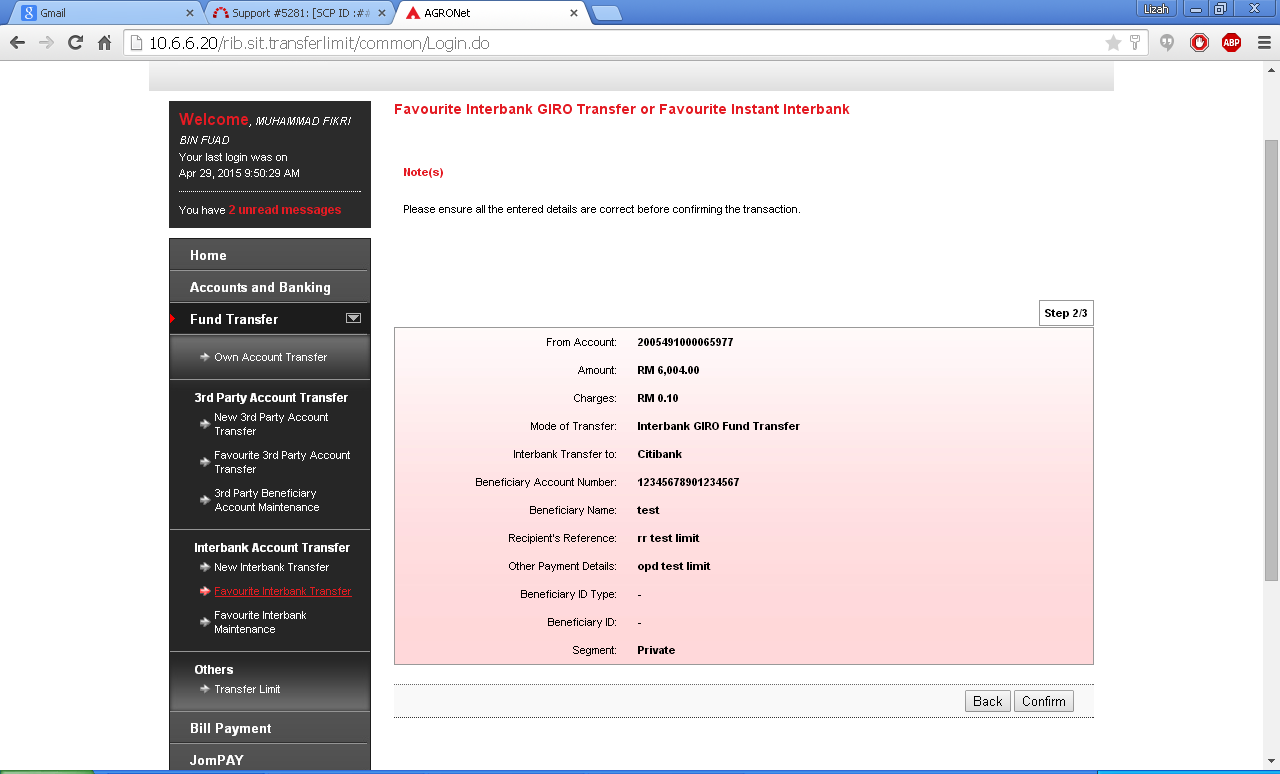 Gmail
Support #5281: [SCP ID :##
AGRONet
Lizah
10.6.6.20/rib.sit.transferlimit/common/Login.do
ABP
Welcome, MUHAMMAD FIKRI
BIN FUAD
Your last login was on
Apr 29, 2015 9:50:29 AM
You have 2 unread messages
Home
Accounts and Banking
Fund Transfer
Own Account Transfer
3rd Party Account Transfer
New 3rd Party Account
Transfer
Favourite 3rd Party Account
Transfer
3rd Party Beneficiary
Account Maintenance
Interbank Account Transfer
New Interbank Transfer
Favourite Interbank Transfer
Favourite Interbank
Maintenance
Others
Transfer Limit
Bill Payment
JomPAY
Favourite Interbank GIRO Transfer or Favourite Instant Interbank
Note(s)
Please ensure all the entered details are correct before confirming the transaction.
Step 2/3
From Account: 2005491000065977
Amount: RM 6,004.00
Charges: RM 0.10
Mode of Transfer: Interbank GIRO Fund Transfer
Interbank Transfer to: Citibank
Beneficiary Account Number: 12345678901234567
Beneficiary Name: test
Recipient's Reference: rr test limit
Other Payment Details: opd test limit
Beneficiary ID Type: -
Beneficiary ID: -
Segment: Private
Back Confirm